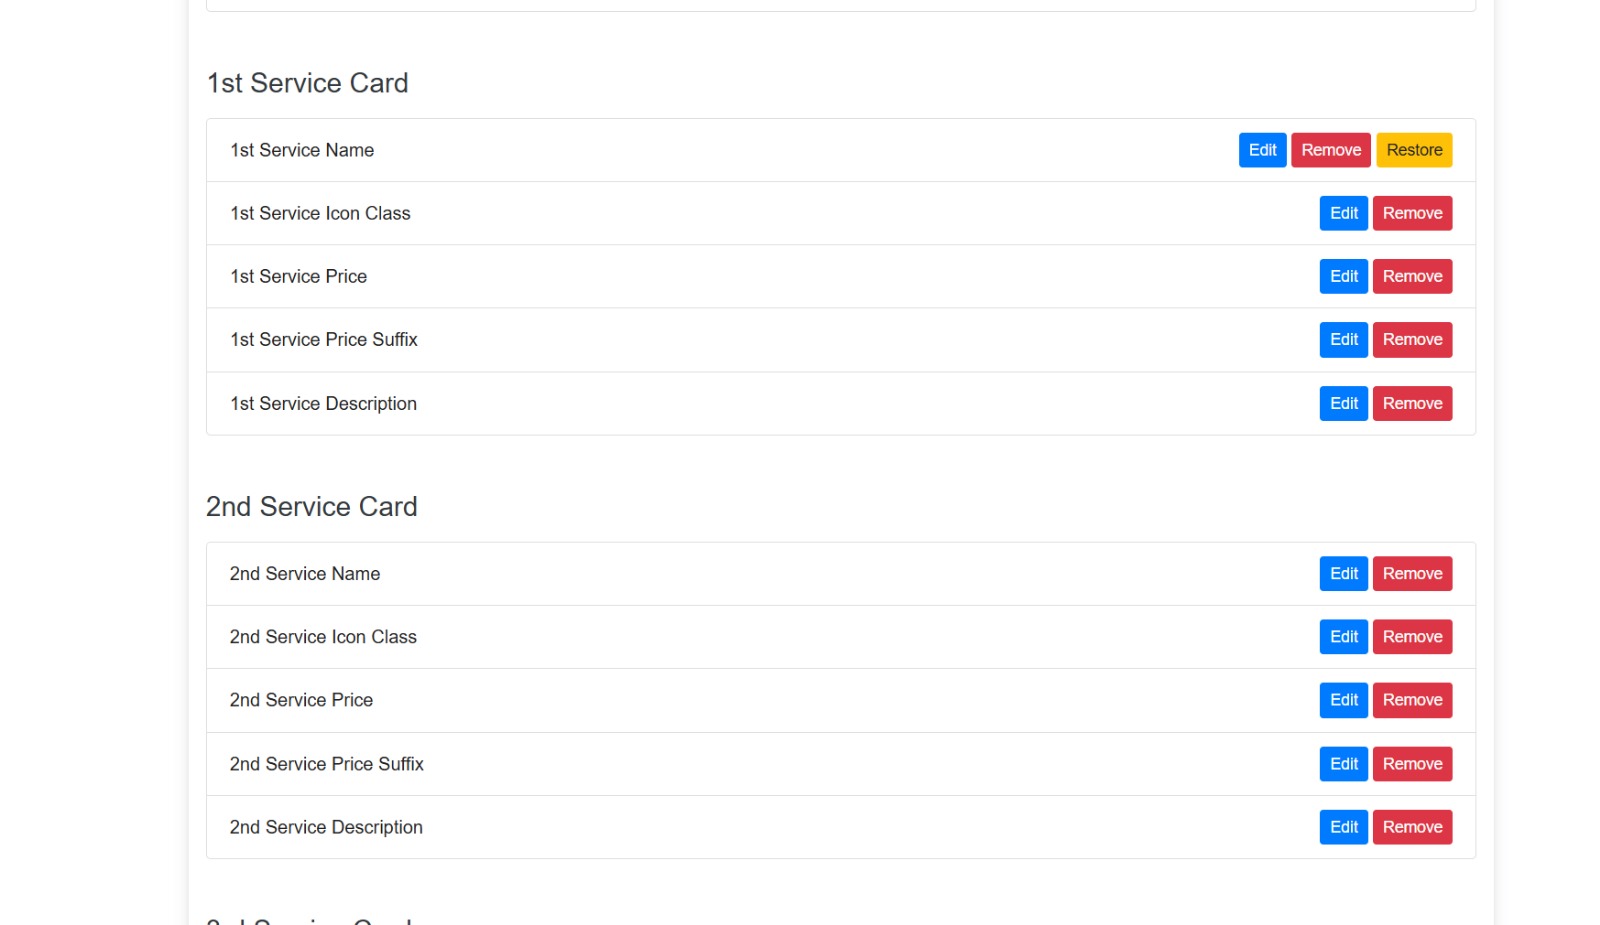 1st Service Card
1st Service Name Edit Remove Restore
1st Service Icon Class Edit Remove
1st Service Price Edit Remove
1st Service Price Suffix Edit Remove
1st Service Description Edit Remove
2nd Service Card
2nd Service Name Edit Remove
2nd Service Icon Class Edit Remove
2nd Service Price Edit Remove
2nd Service Price Suffix Edit Remove
2nd Service Description Edit Remove